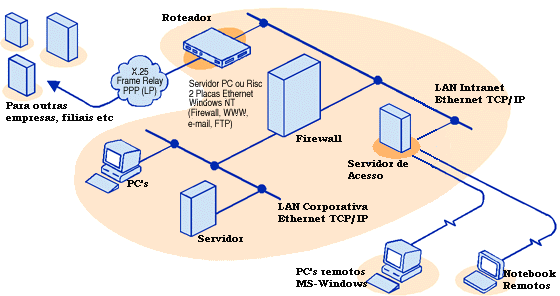 Roteador
X.25
Frame Relay
PPP (LP)
Servidor PC ou Risc
2 Placas Ethernet
Windows NT
(Firewall, WWW,
e-mail, FTP)
LAN Intranet
Ethernet TCP/IP
Para outras
empresas, filiais etc
Firewall
Servidor de
Acesso
PC's
LAN Corporativa
Ethernet TCP/IP
Servidor
PC's remotos
MS-Windows
Notebook
Remotos